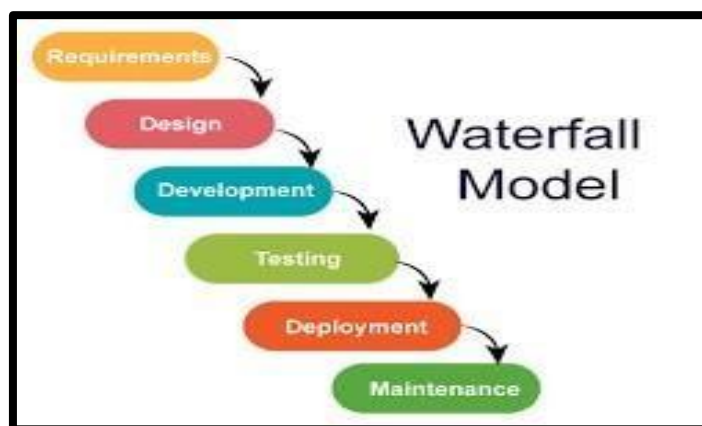 Requirements
Design
Waterfall
Model
Development
Testing
Deployment
Maintenance